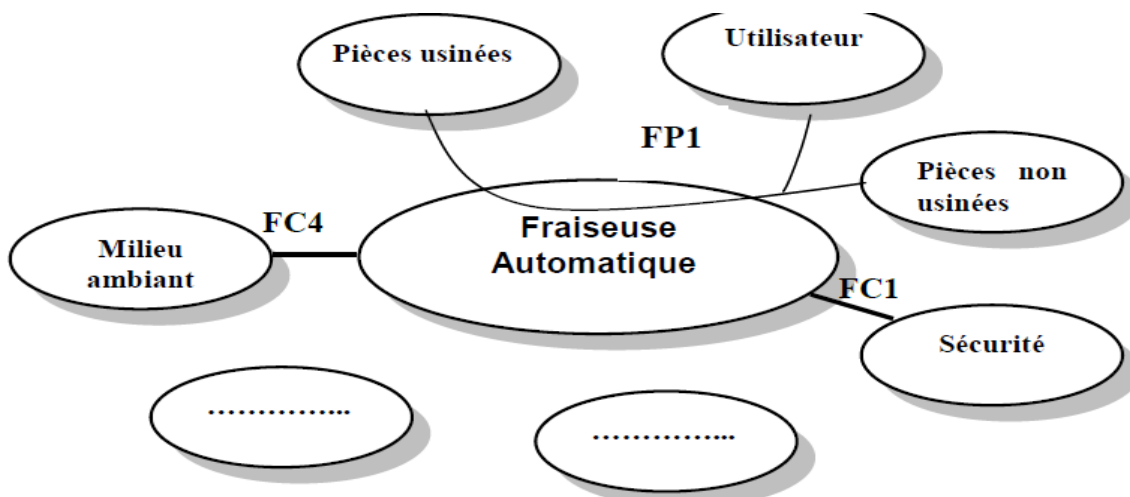 Pièces usinées
Utilisateur
FP1
Pièces non
usinées
FC4
Fraiseuse
Automatique
Milieu
ambiant
FC1
Sécurité
…………...
…………...